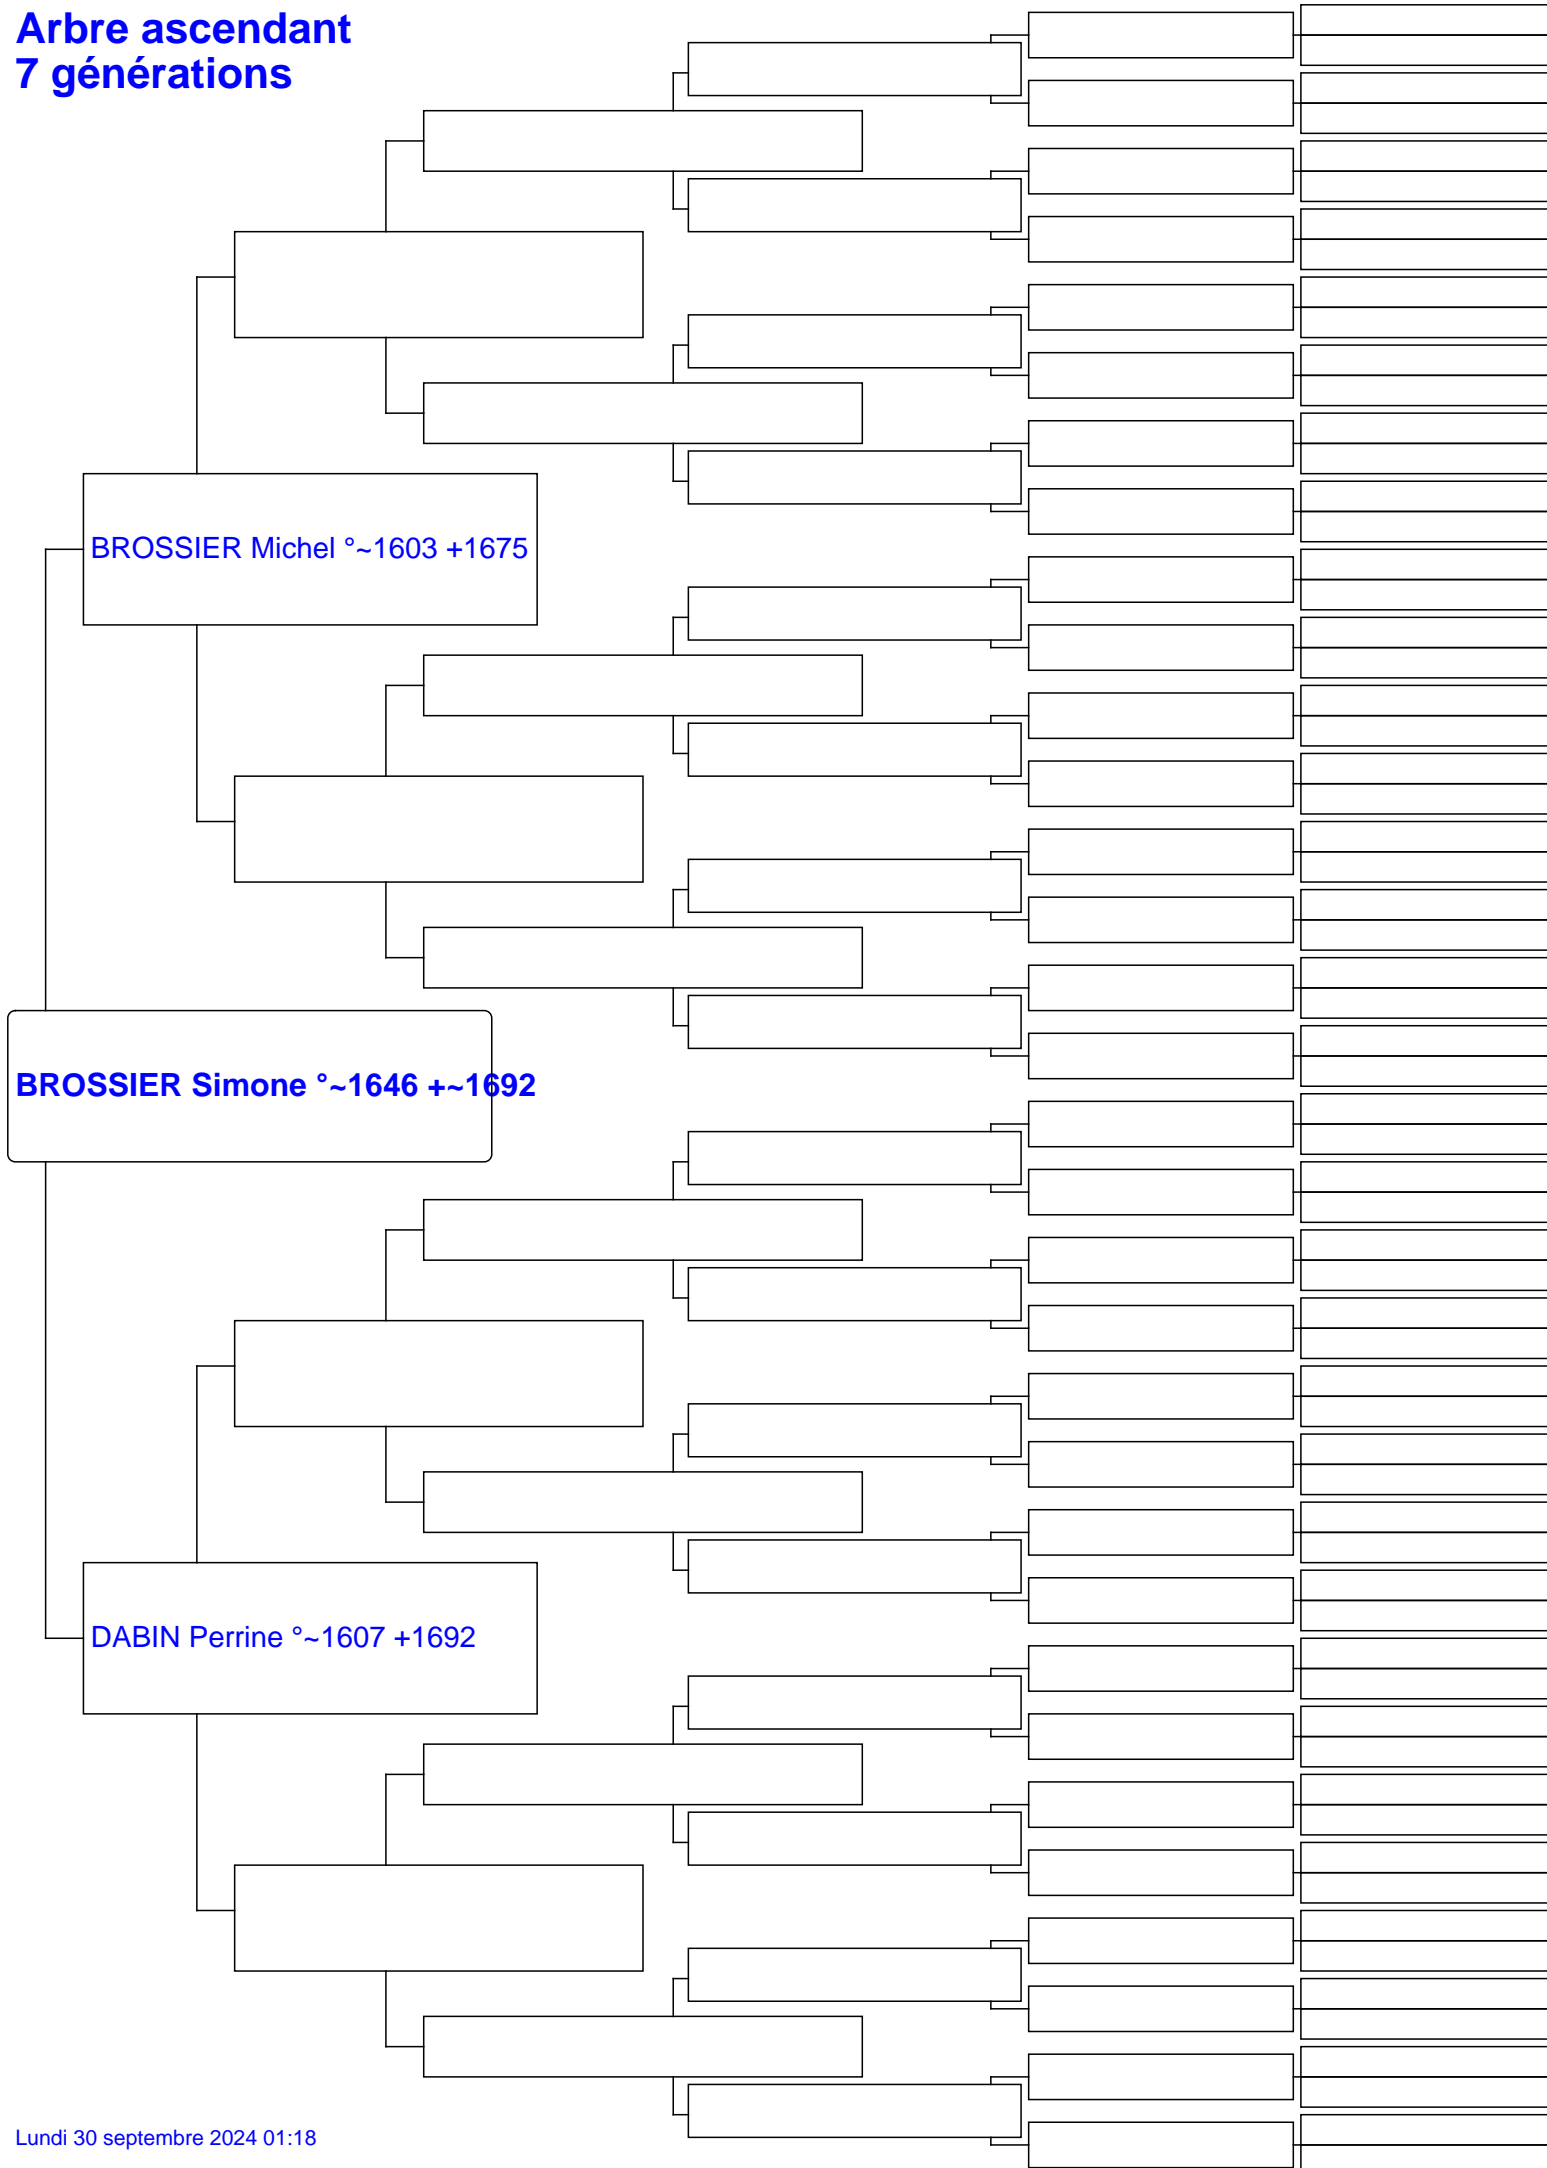 Arbre ascendant
7 générations
BROSSIER Michel °~1603 +1675
BROSSIER Simone °~1646 +~1692
DABIN Perrine °~1607 +1692
Lundi 30 septembre 2024 01:18